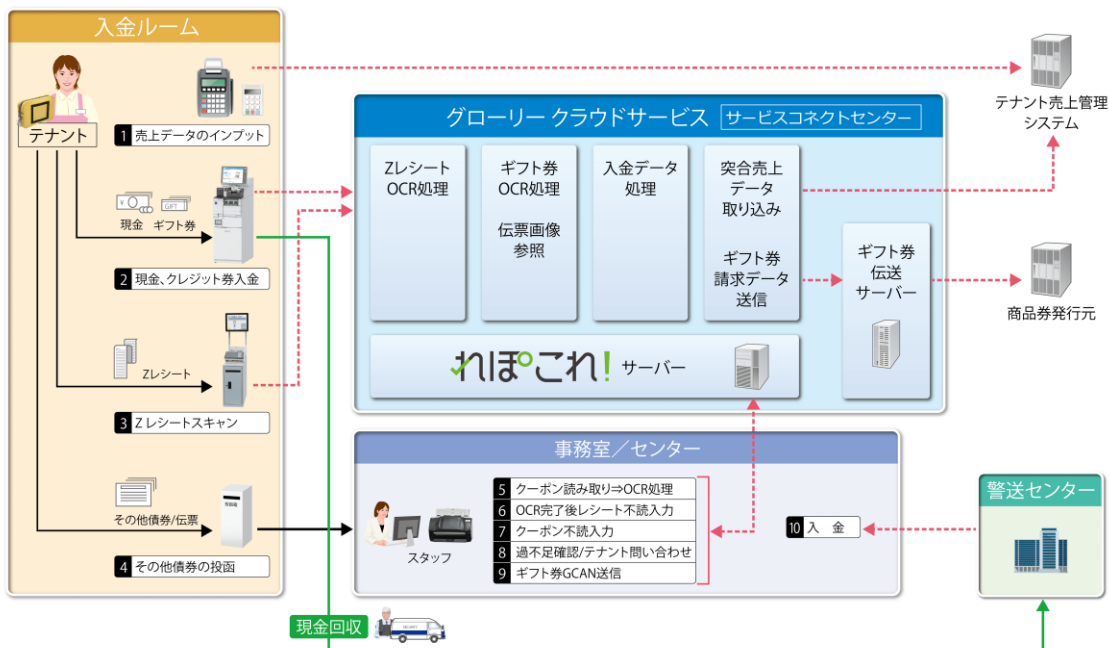 入金ルーム
テナント
1 売上データのインプット
現金 ギフト券
GIFT
2 現金、クレジット券入金
Zレシート
3 Zレシートスキャン
その他債券/伝票
4 その他債券の投函
グローリー クラウドサービス サービスコネクトセンター
Zレシート
OCR処理
ギフト券
OCR処理
伝票画像
参照
入金データ
処理
突合売上
データ
取り込み
ギフト券
請求データ
送信
ギフト券
伝送
サーバー
れぽこれ! サーバー
テナント売上管理
システム
商品券発行元
事務室／センター
スタッフ
5 クーポン読み取り⇒OCR処理
6 OCR完了後レシート不読入力
7 クーポン不読入力
8 過不足確認/テナント問い合わせ
9 ギフト券GCAN送信
10 入 金
警送センター
現金回収